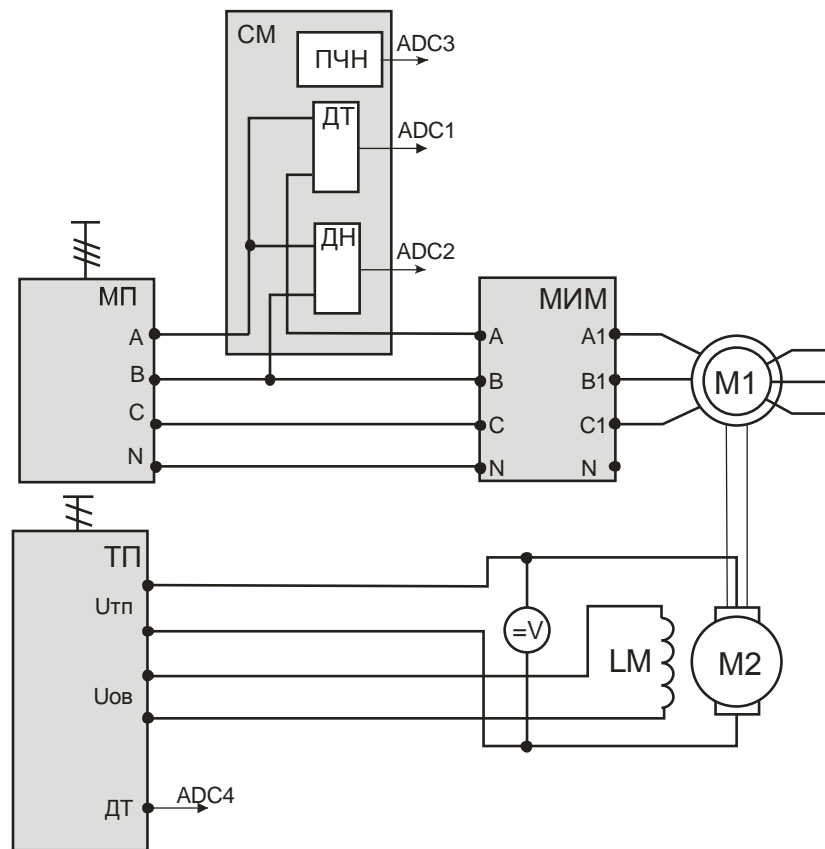 СМ
ПЧН
ADC3
ДТ
ADC1
ДН
ADC2
МП
A
B
C
N
МИМ
A
A1
B
B1
C
C1
N
N
M1
ТП
Uтп
=V
LM
M2
Uов
ДТ
ADC4